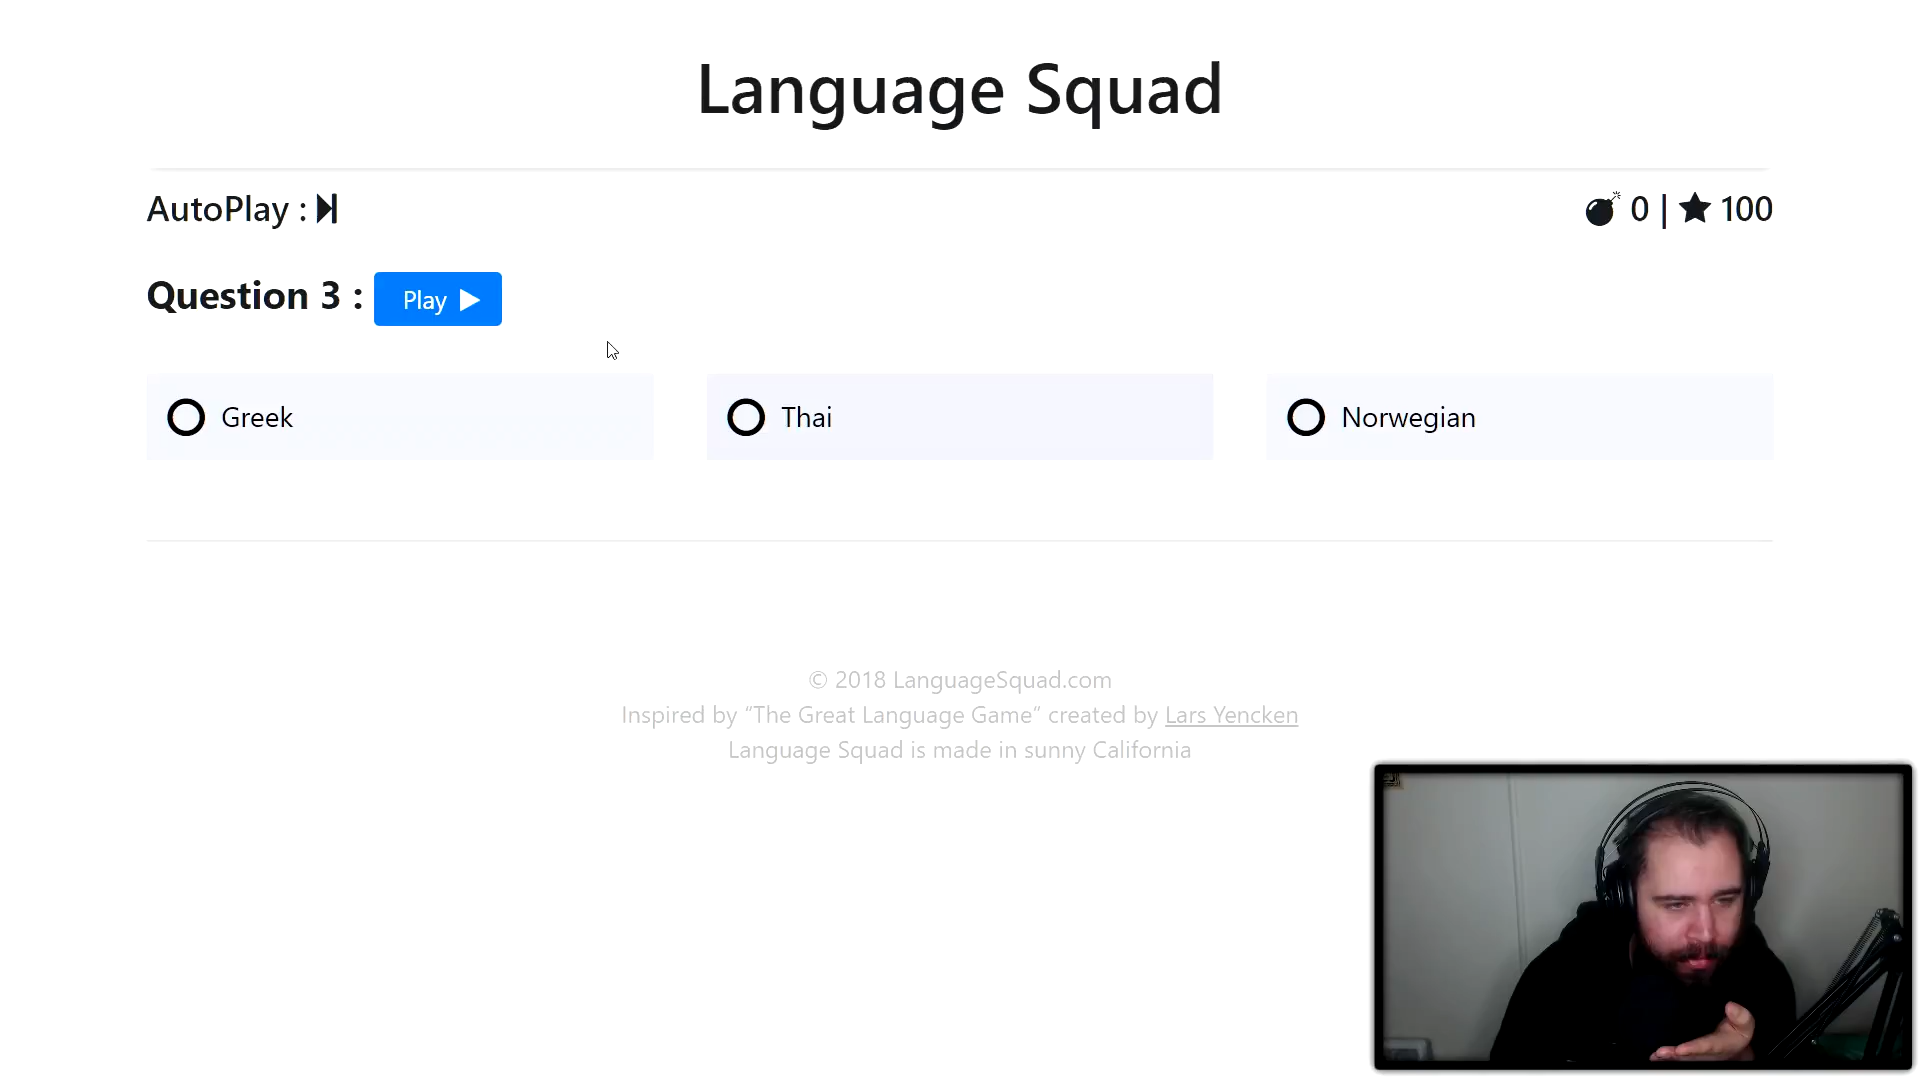 Language Squad
AutoPlay :
0 | 100
Question 3 : Play
Greek
Thai
Norwegian
© 2018 LanguageSquad.com
Inspired by “The Great Language Game” created by Lars Yencken
Language Squad is made in sunny California